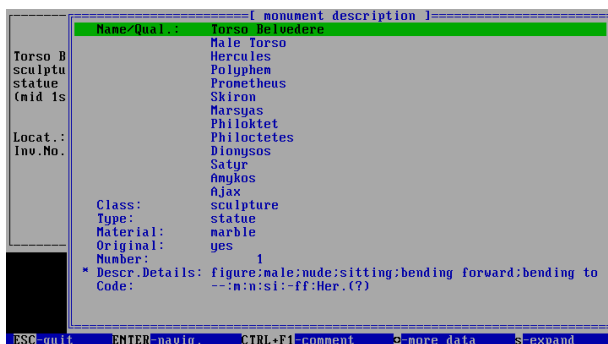 [ monument description ]
Name/Qual.: Torso Belvedere
Male Torso
Torso B Hercules
sculptu Polyphem
statue Prometheus
(mid 1s Skiron
Marsyas
Philoktet
Locat.: Philoctetes
Inv.No. Dionysos
Satyr
Amykos
Ajax
Class: sculpture
Type: statue
Material: marble
Original: yes
Number: 1
* Descr.Details: figure;male;nude;sitting;bending forward;bending to
Code: --:m:n:si:-ff:Her.(?)
ESC-quit ENTER-navig. CTRL+F1-comment o-more data s-expand